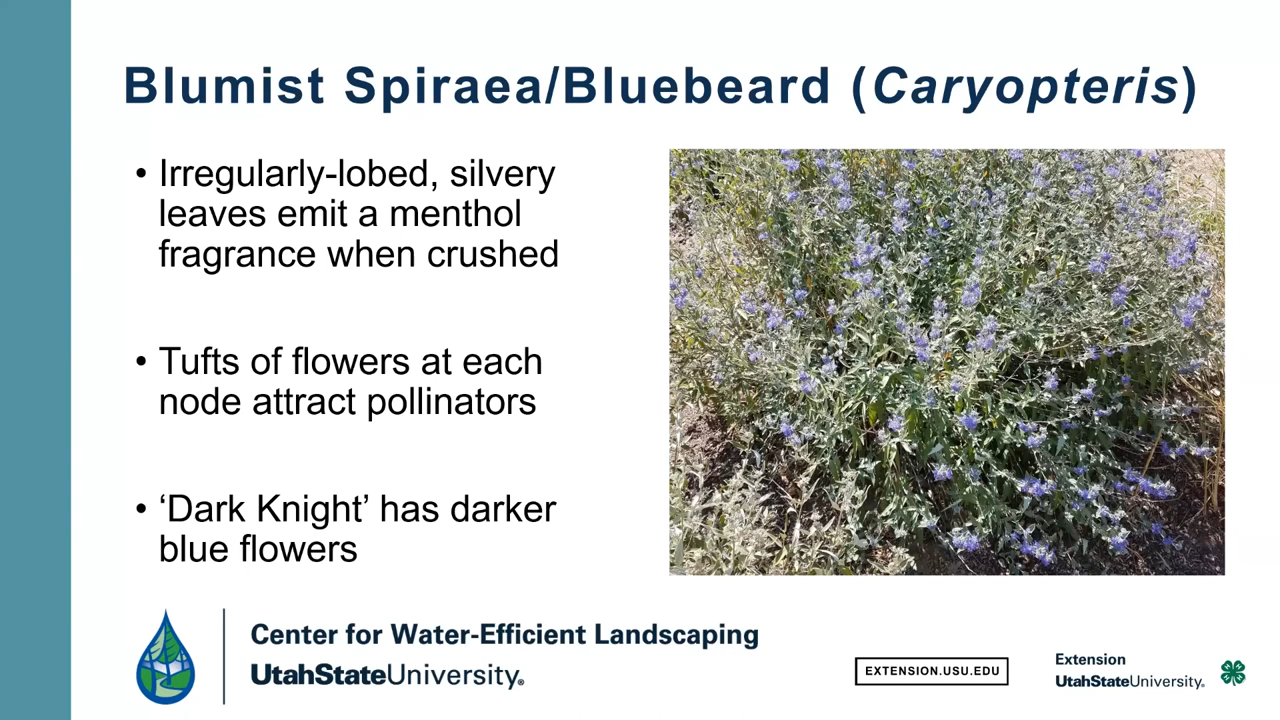 Blumist Spiraea/Bluebeard (Caryopteris)
• Irregularly-lobed, silvery
leaves emit a menthol
fragrance when crushed
• Tufts of flowers at each
node attract pollinators
• ‘Dark Knight’ has darker
blue flowers
Center for Water-Efficient Landscaping
UtahStateUniversity®
EXTENSION.USU.EDU
Extension
UtahStateUniversity®